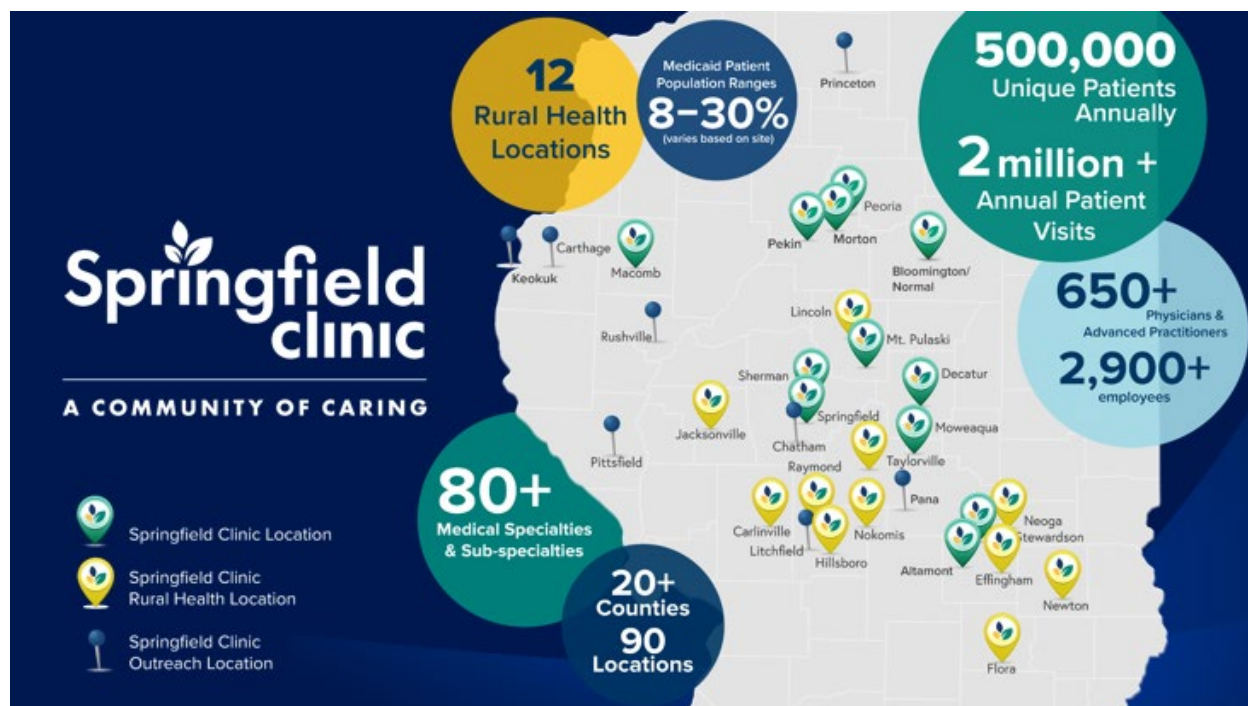 Springfield
clinic
A COMMUNITY OF CARING
Springfield Clinic Location
Springfield Clinic
Rural Health Location
Springfield Clinic
Outreach Location
12
Rural Health
Locations
Medicaid Patient
Population Ranges
8–30%
(varies based on site)
500,000
Unique Patients
Annually
2 million +
Annual Patient
Visits
650+
Physicians &
Advanced Practitioners
2,900+
employees
80+
Medical Specialties
& Sub-specialties
20+
Counties
90
Locations
Princeton
Peoria
Pekin
Morton
Carthage
Keokuk
Macomb
Bloomington/
Normal
Lincoln
Rushville
Mt. Pulaski
Sherman
Decatur
Springfield
Jacksonville
Moweaqua
Chatham
Pittsfield
Taylorville
Raymond
Pana
Carlinville
Nokomis
Neoga
Stewardson
Litchfield
Hillsboro
Altamont
Effingham
Newton
Flora